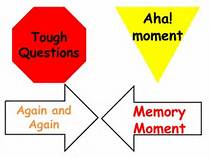 Tough
Questions
Aha!
moment
Again and
Again
Memory
Moment